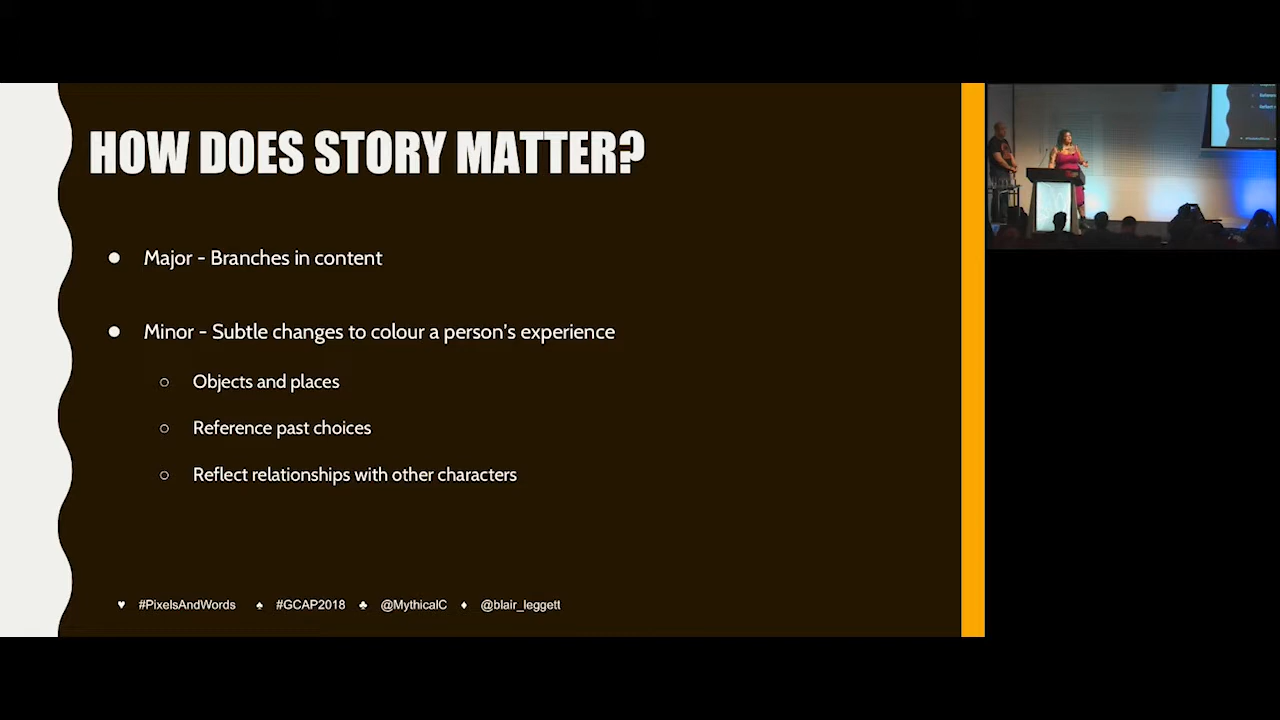 HOW DOES STORY MATTER?
● Major - Branches in content
● Minor - Subtle changes to colour a person's experience
○ Objects and places
○ Reference past choices
○ Reflect relationships with other characters
♥ #PixelsAndWords ♠ #GCAP2018 ♣ @MythicalC ♦ @blair_leggett